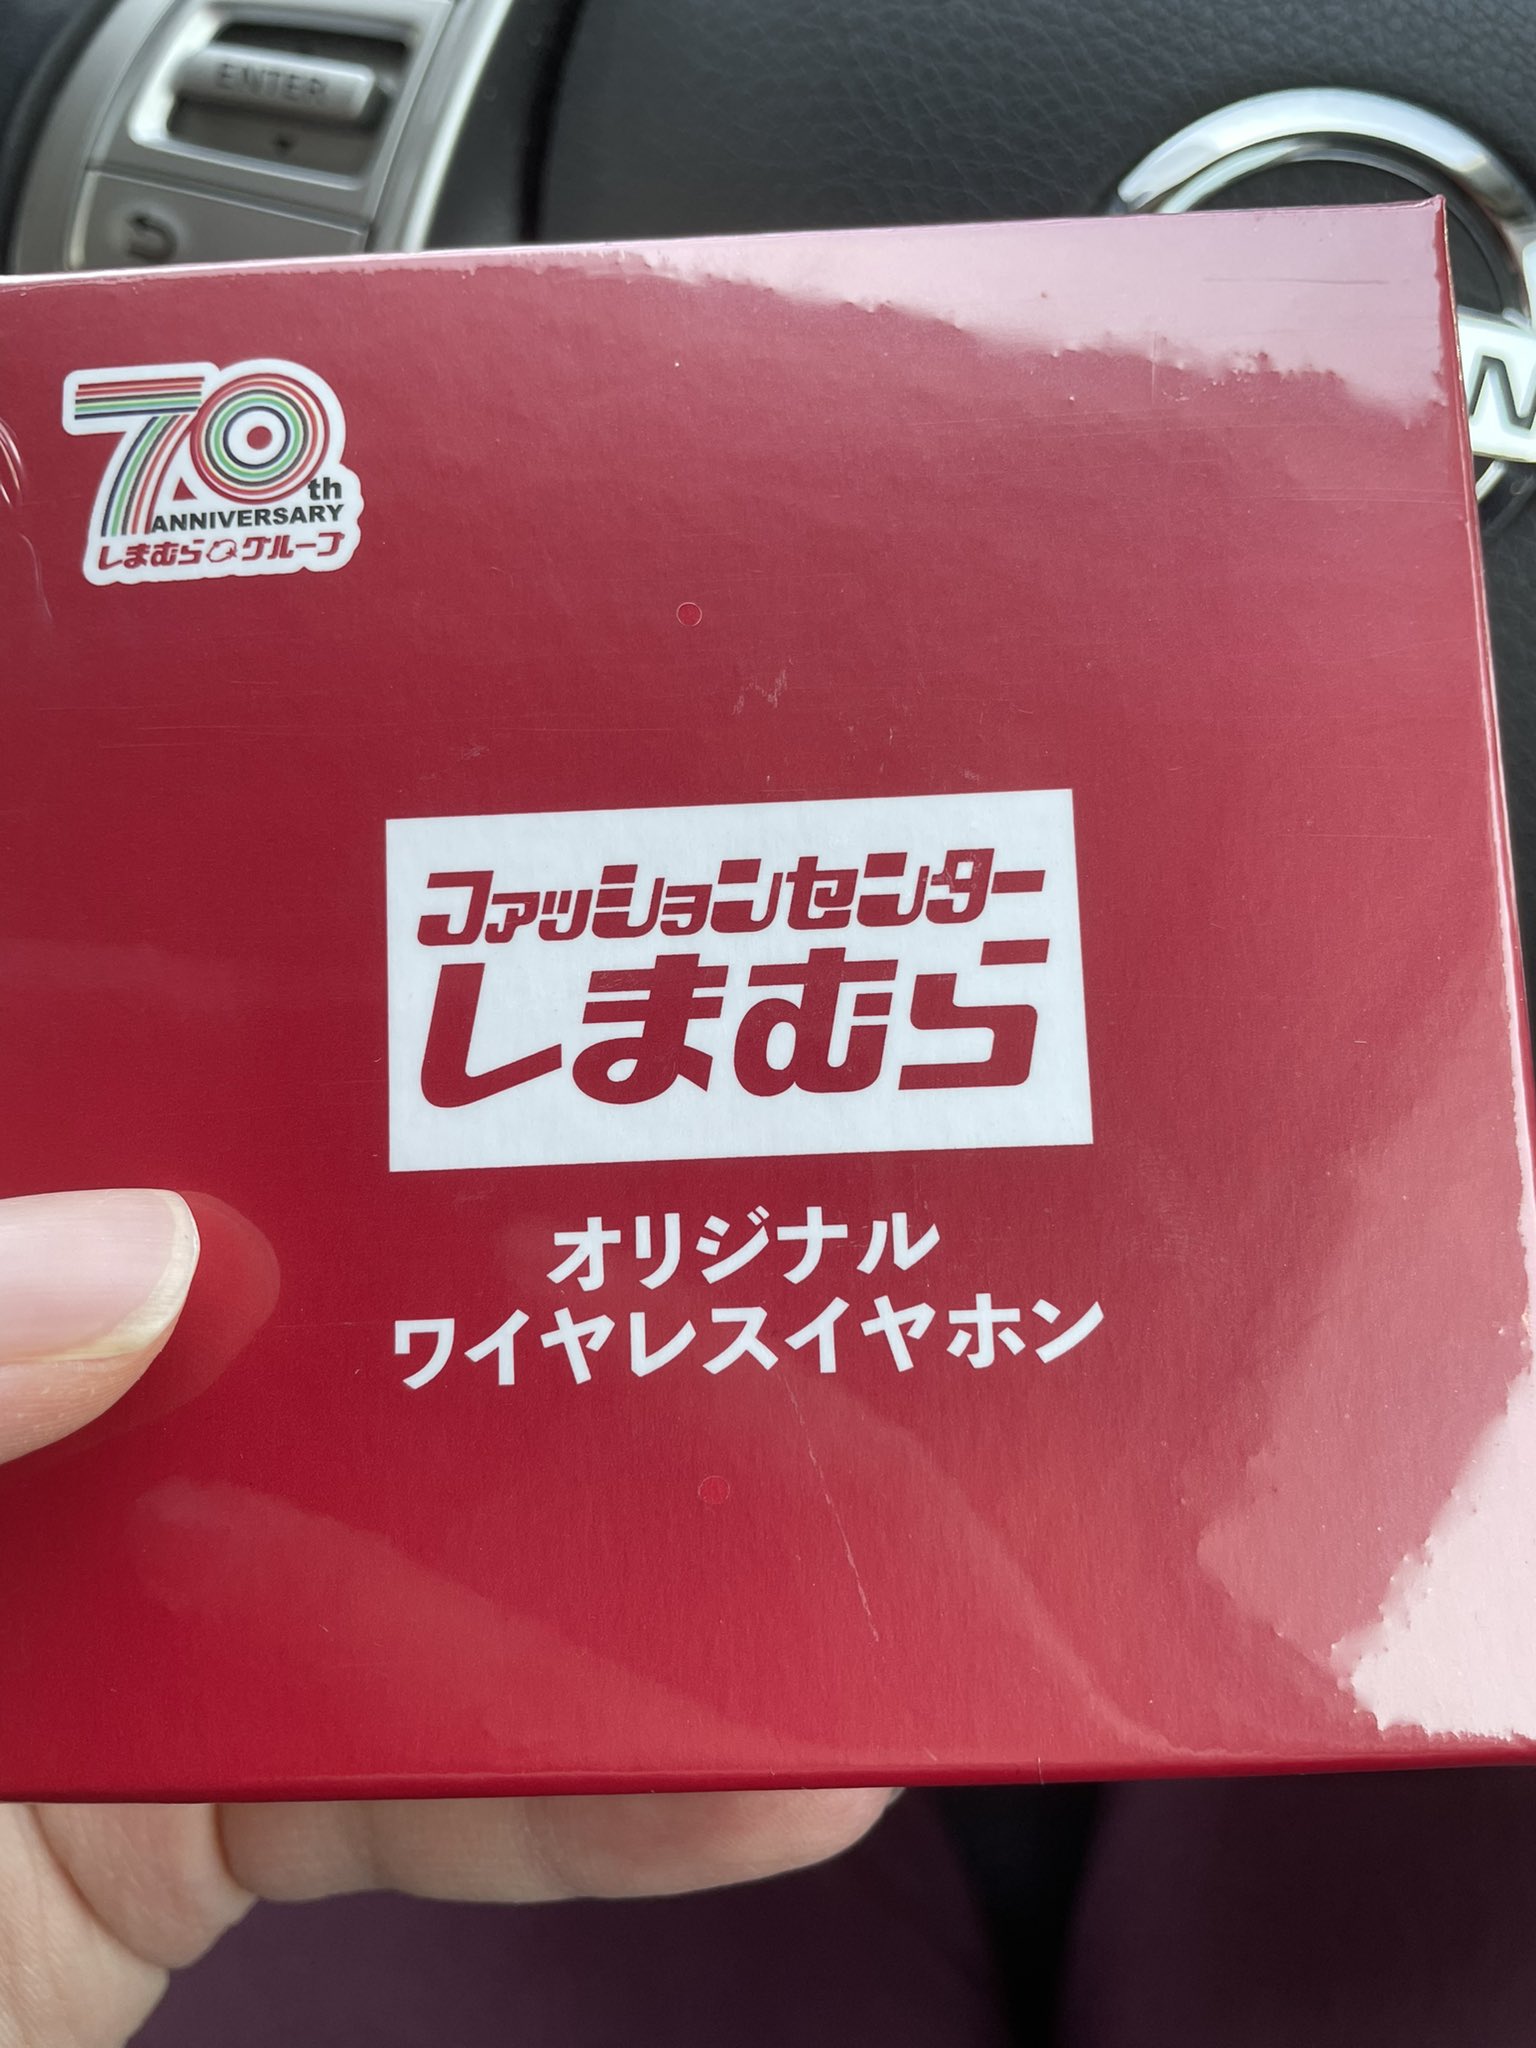 ENTER
70th
ANNIVERSARY
しまむらグループ
ファッションセンター
しまむら
オリジナル
ワイヤレスイヤホン